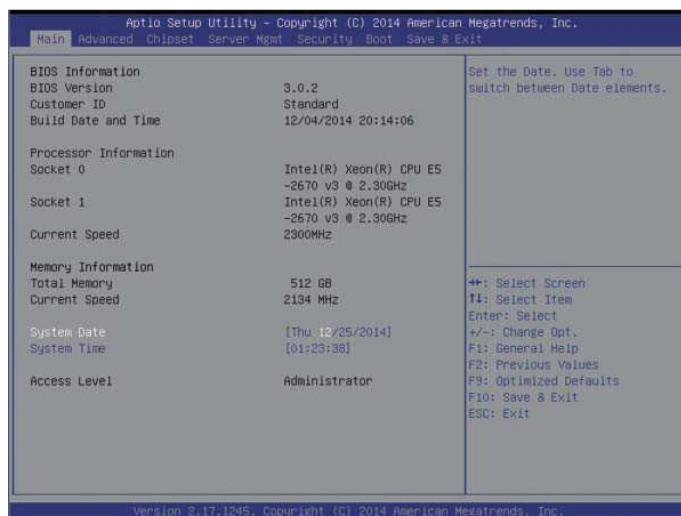 Aptio Setup Utility – Copyright (C) 2014 American Megatrends, Inc.
Main Advanced Chipset Server Mgmt Security Boot Save & Exit
BIOS Information
BIOS Version 3.0.2
Customer ID Standard
Build Date and Time 12/04/2014 20:14:06
Processor Information
Socket 0 Intel(R) Xeon(R) CPU E5
-2670 v3 @ 2.30GHz
Socket 1 Intel(R) Xeon(R) CPU E5
-2670 v3 @ 2.30GHz
Current Speed 2300MHz
Memory Information
Total Memory 512 GB
Current Speed 2134 MHz
System Date [Thu 12/25/2014]
System Time [01:23:38]
Access Level Administrator
Set the Date. Use Tab to
switch between Date elements.
→←: Select Screen
↑↓: Select Item
Enter: Select
+/-: Change Opt.
F1: General Help
F2: Previous Values
F9: Optimized Defaults
F10: Save & Exit
ESC: Exit
Version 2.17.1245. Copyright (C) 2014 American Megatrends, Inc.